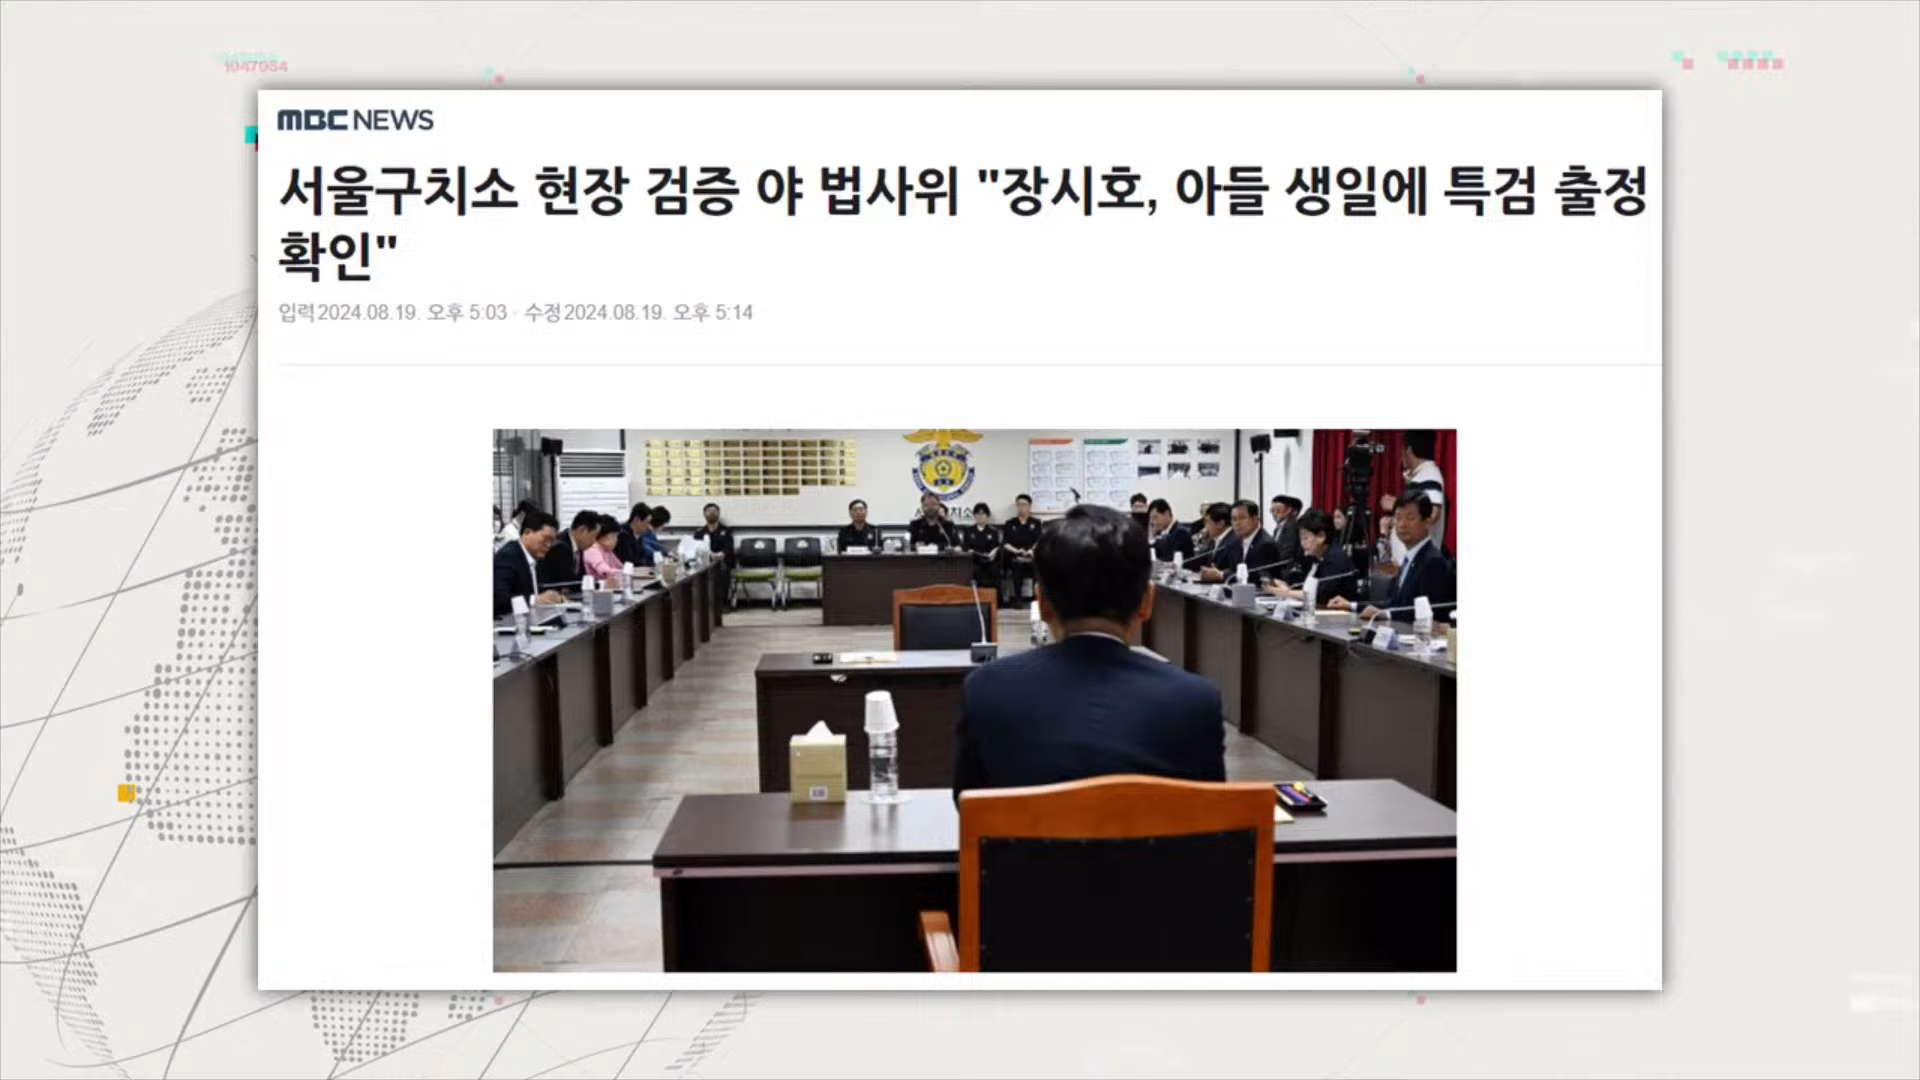 1947954
MBC NEWS
서울구치소 현장 검증 야 법사위 "장시호, 아들 생일에 특검 출정
확인"
입력 2024.08.19. 오후 5:03 · 수정 2024.08.19. 오후 5:14